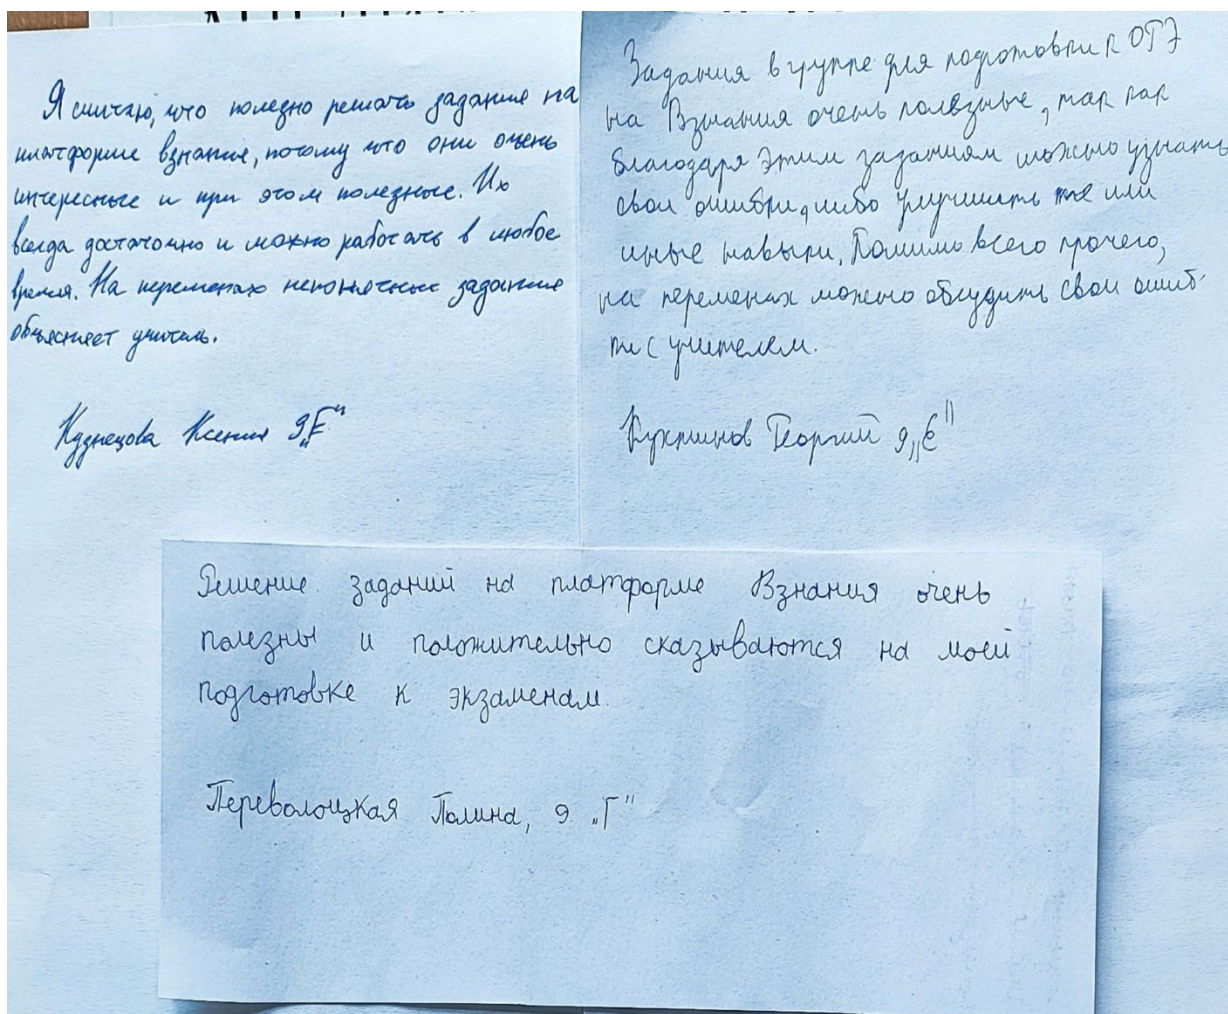 Я считаю, что полезно решать задания на
платформе взнания, потому что они очень
интересные и при этом полезные. Их
всегда достаточно и можно работать в любое
время. На переменах непонятные задания
объясняет учитель.
Кузнецова Ксения 9 „Е“
Задания в группе для подготовки к ОГЭ
на Взнания очень полезные, так как
благодаря этим заданиям можно узнать
свои ошибки, либо улучшить те или
иные навыки. Помимо всего прочего,
на переменах можно обсудить свои ошиб-
ки с учителем.
Георгий 9 „Е“
Решение заданий на платформе Взнания очень
полезны и положительно сказываются на моей
подготовке к экзаменам.
Переволоцкая Полина, 9 „Г“